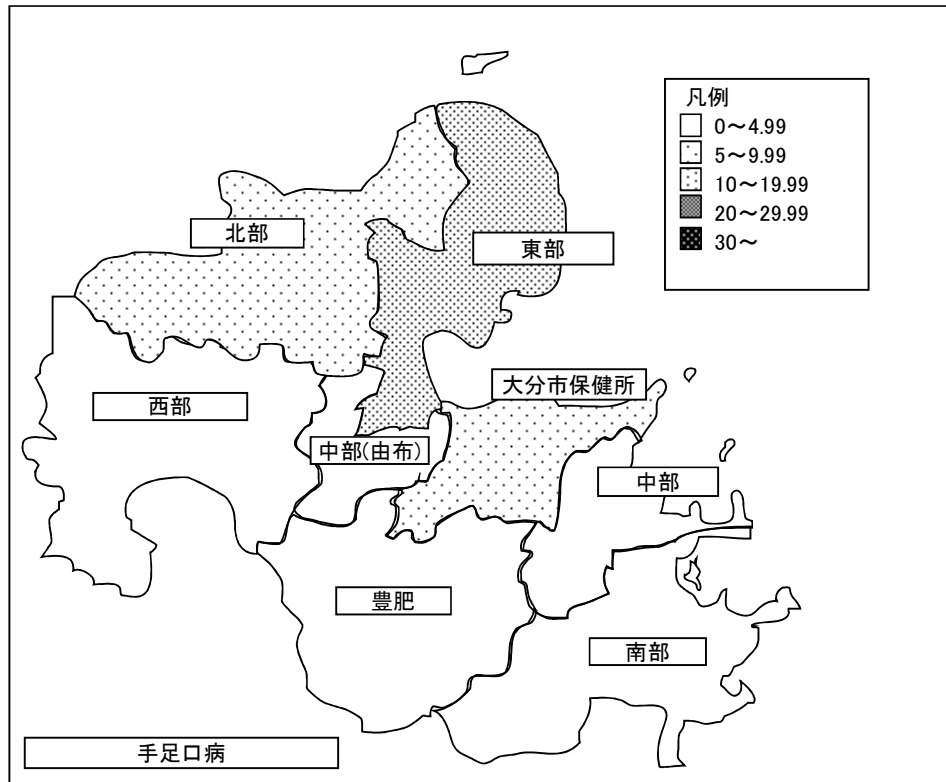 凡例
0～4.99
5～9.99
10～19.99
20～29.99
30～
北部
東部
大分市保健所
西部
中部(由布)
中部
豊肥
南部
手足口病